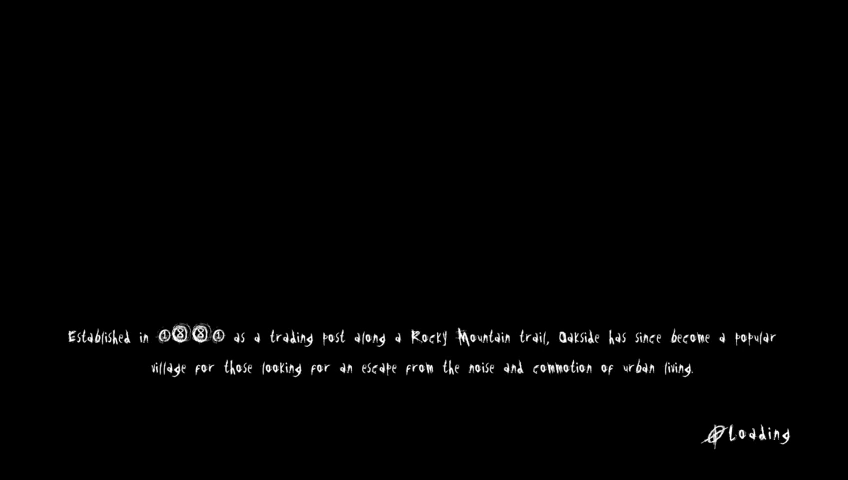 Established in 1881 as a trading post along a Rocky Mountain trail, Oakside has since become a popular
village for those looking for an escape from the noise and commotion of urban living.
Loading